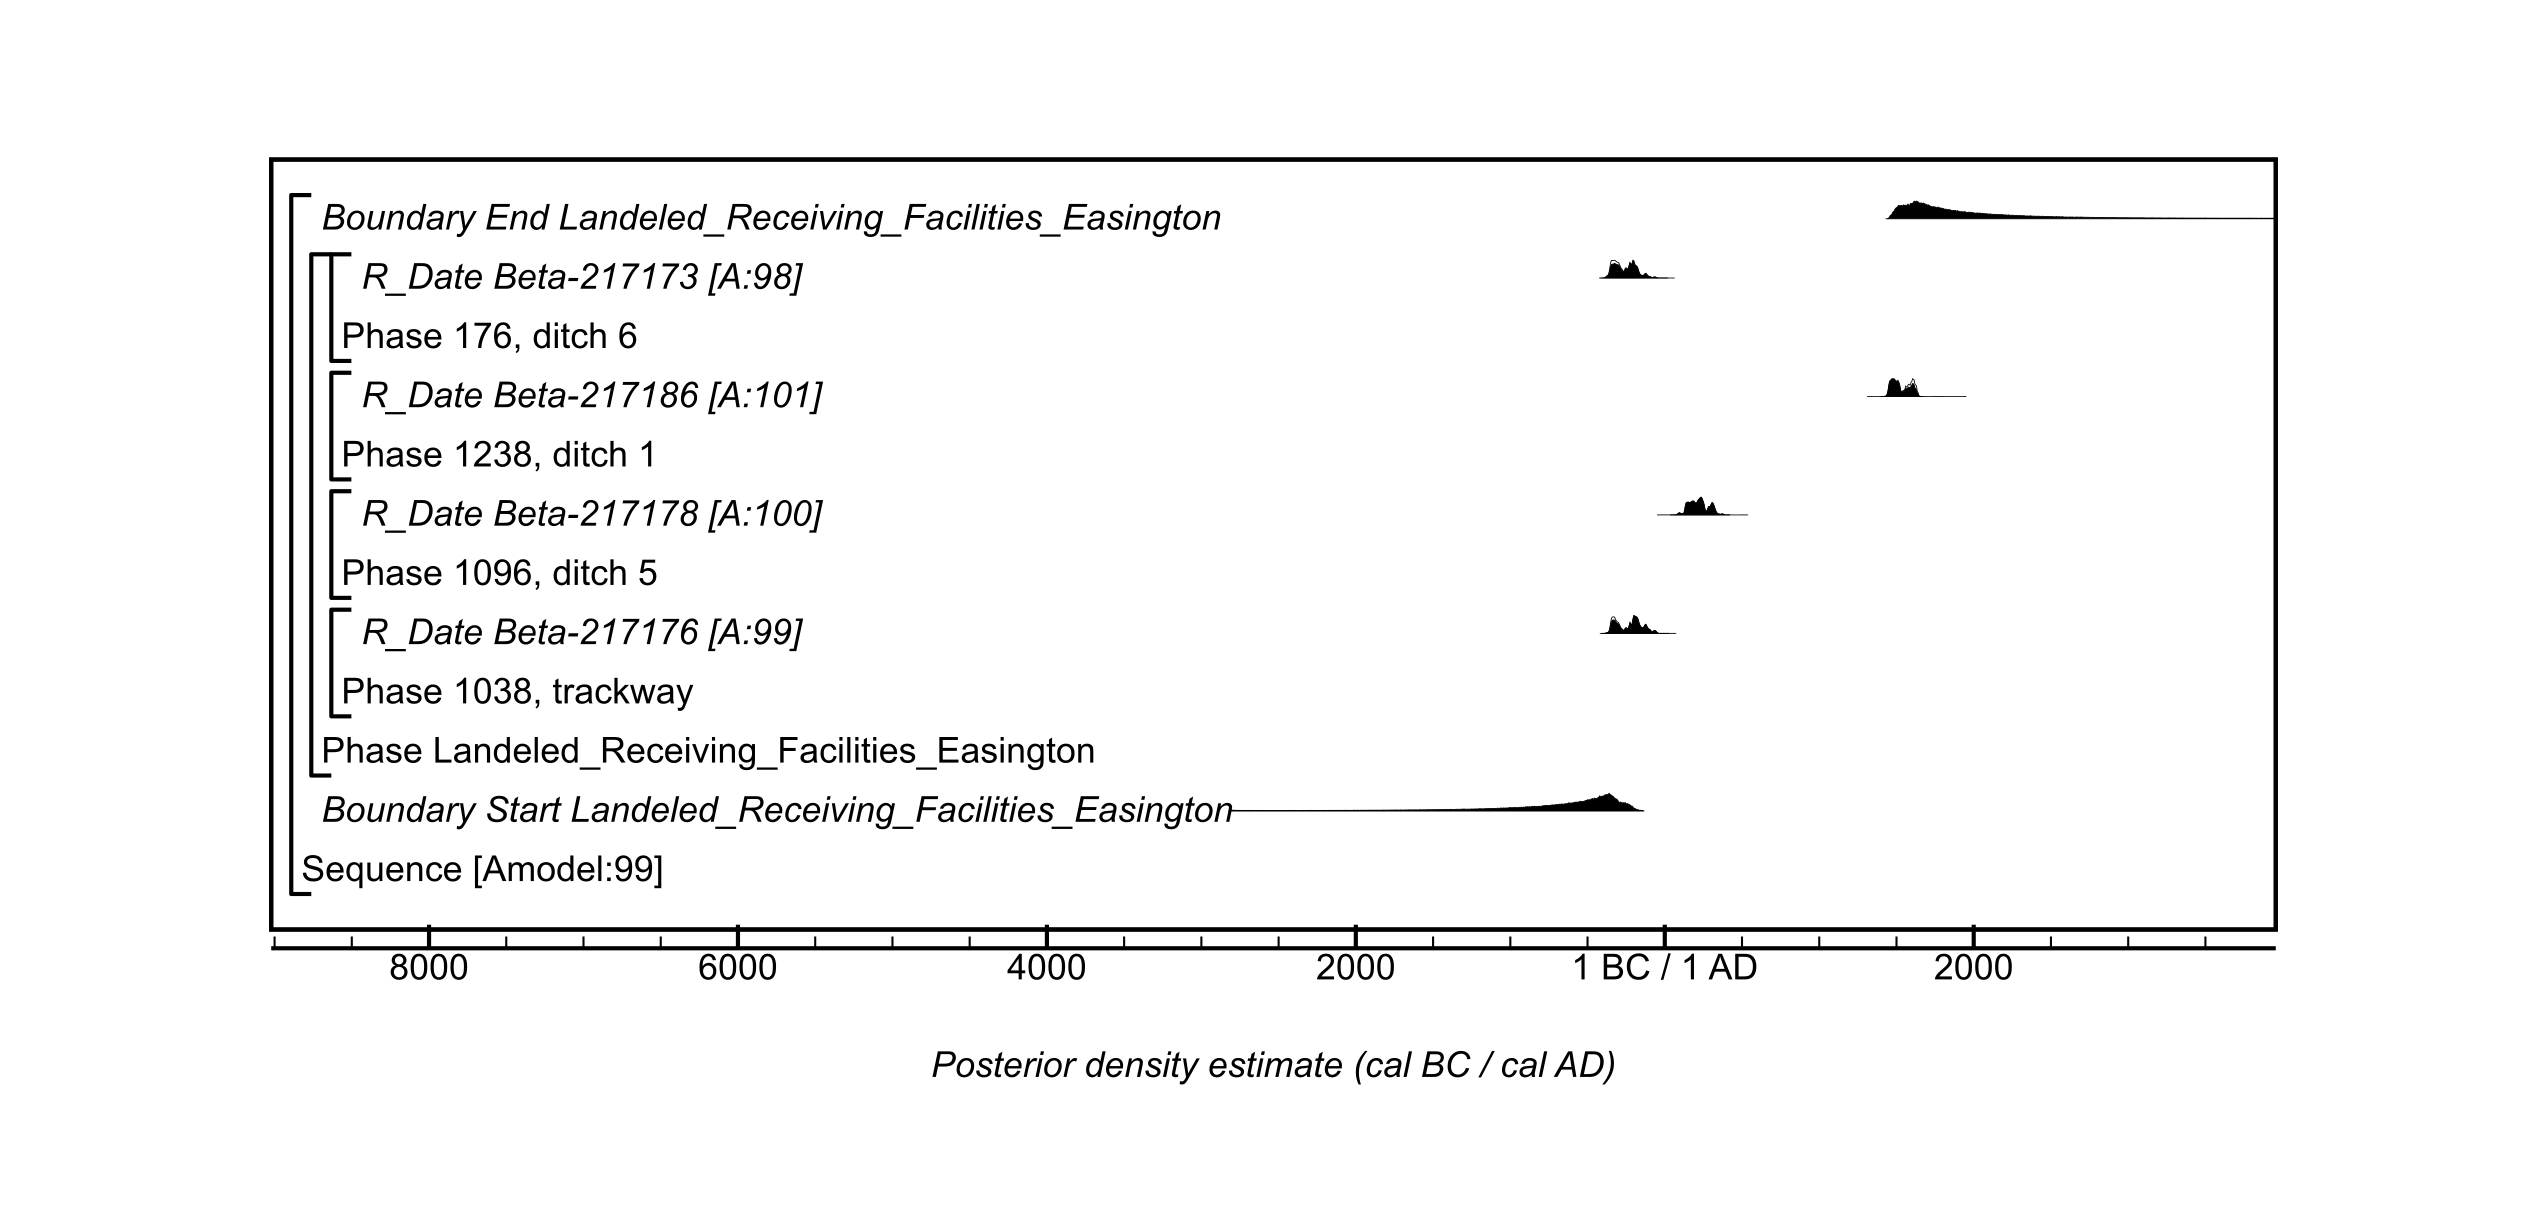 Boundary End Landeled_Receiving_Facilities_Easington
R_Date Beta-217173 [A:98]
Phase 176, ditch 6
R_Date Beta-217186 [A:101]
Phase 1238, ditch 1
R_Date Beta-217178 [A:100]
Phase 1096, ditch 5
R_Date Beta-217176 [A:99]
Phase 1038, trackway
Phase Landeled_Receiving_Facilities_Easington
Boundary Start Landeled_Receiving_Facilities_Easington
Sequence [Amodel:99]
8000 6000 4000 2000 1 BC / 1 AD 2000
Posterior density estimate (cal BC / cal AD)